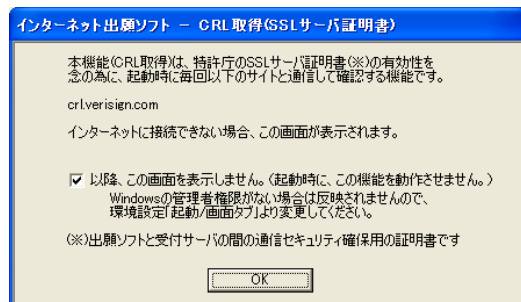 インターネット出願ソフト － CRL取得(SSLサーバ証明書)
本機能(CRL取得)は、特許庁のSSLサーバ証明書(※)の有効性を
念の為に、起動時に毎回以下のサイトと通信して確認する機能です。
crl.verisign.com
インターネットに接続できない場合、この画面が表示されます。
以降、この画面を表示しません。（起動時に、この機能を動作させません。）
Windowsの管理者権限がない場合は反映されませんので、
環境設定「起動/画面タブ」より変更してください。
(※)出願ソフトと受付サーバの間の通信セキュリティ確保用の証明書です
OK